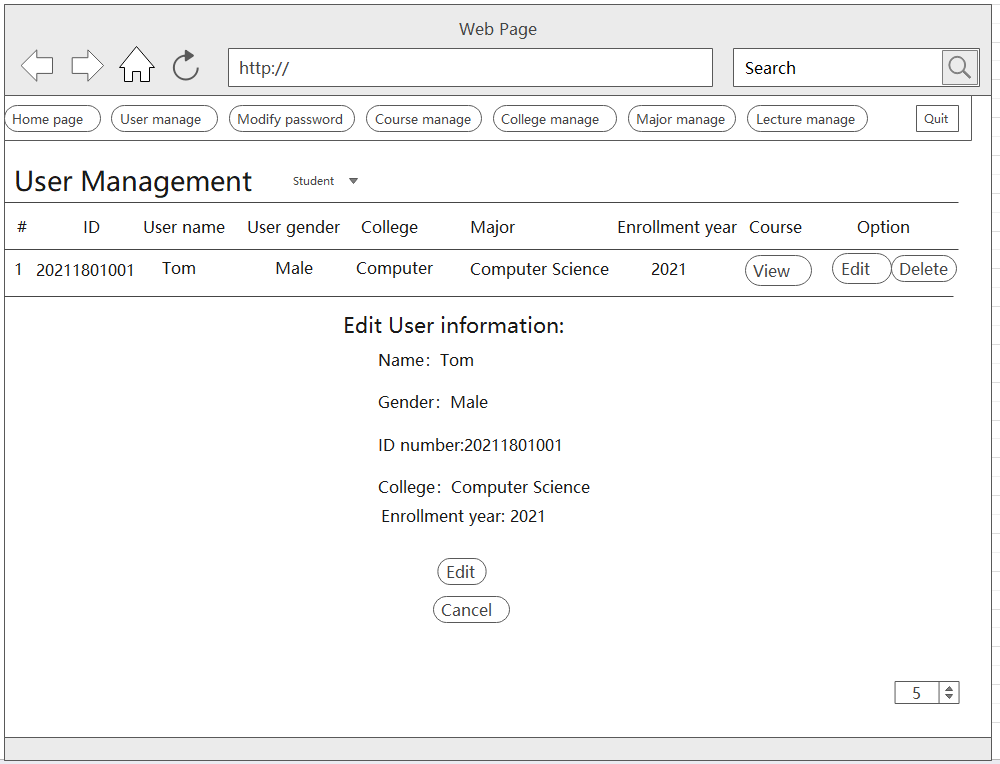 Web Page
http://
Search
Home page User manage Modify password Course manage College manage Major manage Lecture manage Quit
User Management Student
# ID User name User gender College Major Enrollment year Course Option
1 20211801001 Tom Male Computer Computer Science 2021 View Edit Delete
Edit User information:
Name：Tom
Gender：Male
ID number:20211801001
College：Computer Science
Enrollment year: 2021
Edit
Cancel
5